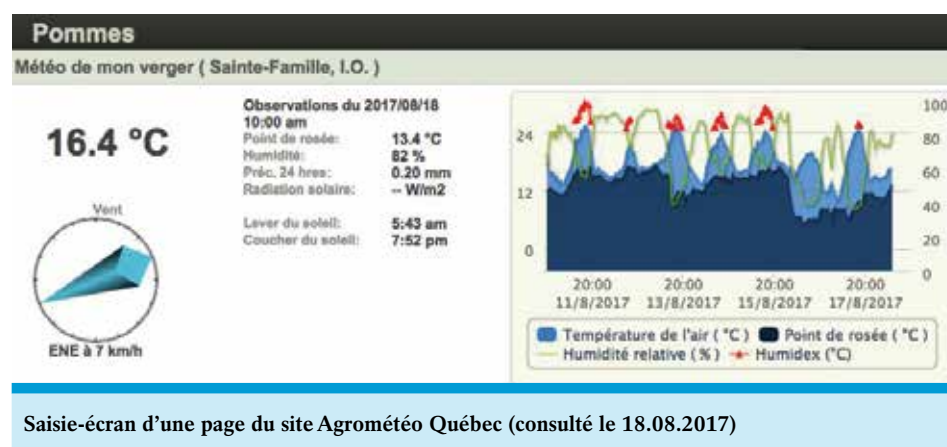 Pommes
Météo de mon verger ( Sainte-Famille, I.O. )
16.4 °C
Vent
ENE à 7 km/h
Observations du 2017/08/18
10:00 am
Point de rosée: 13.4 °C
Humidité: 82 %
Préc. 24 hres: 0.20 mm
Radiation solaire: -- W/m2
Lever du soleil: 5:43 am
Coucher du soleil: 7:52 pm
24
12
0
100
80
60
40
20
0
20:00 20:00 20:00 20:00
11/8/2017 13/8/2017 15/8/2017 17/8/2017
Température de l'air ( °C ) Point de rosée ( °C )
Humidité relative ( % ) Humidex (°C)
Saisie-écran d’une page du site Agrométéo Québec (consulté le 18.08.2017)